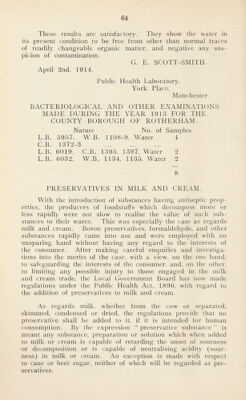 64
These results are satisfactory. They show the water in
its present condition to be free from other than normal traces
of readily changeable organic matter, and negative any sus-
picion of contamination.
G. E. SCOTT-SMITH.
April 2nd, 1914.
Public Health Laboratory,
York Place,
Manchester.
BACTERIOLOGICAL AND OTHER EXAMINATIONS
MADE DURING THE YEAR 1913 FOR THE
COUNTY BOROUGH OF ROTHERHAM.
Nature No. of Samples
L.B. 5957. W.B. 1108-9. Water 4
C.B. 1372-3
L.B. 6019. C.B. 1395, 1397. Water 2
L.B. 6032. W.B. 1134, 1135. Water 2
8
PRESERVATIVES IN MILK AND CREAM.
With the introduction of substances having antiseptic prop-
erties, the producers of foodstuffs which decompose more or
less rapidly were not slow to realise the value of such sub-
stances to their wares. This was especially the case as regards
milk and cream. Boron preservatives, formaldehyde, and other
substances rapidly came into use and were employed with no
unsparing hand without having any regard to the interests of
the consumer. After making careful enquiries and investiga-
tions into the merits of the case, with a view, on the one hand,
to safeguarding the interests of the consumer, and, on the other,
to limiting any possible injury to those engaged in the milk
and cream trade, the Local Government Board has now made
regulations under the Public Health Act, 1896, with regard to
the addition of preservatives to milk and cream.
As regards milk, whether from the cow or separated,
skimmed, condensed or dried, the regulations provide that no
preservative shall be added to it, if it is intended for human
consumption. By the expression "preservative substance" is
meant any substance, preparation or solution which when added
to milk or cream is capable of retarding the onset of sourness
or decomposition or is capable of neutralising acidity (sour-
ness) in milk or cream. An exception is made with respect
to cane or beet sugar, neither of which will be regarded as pre-
servatives.